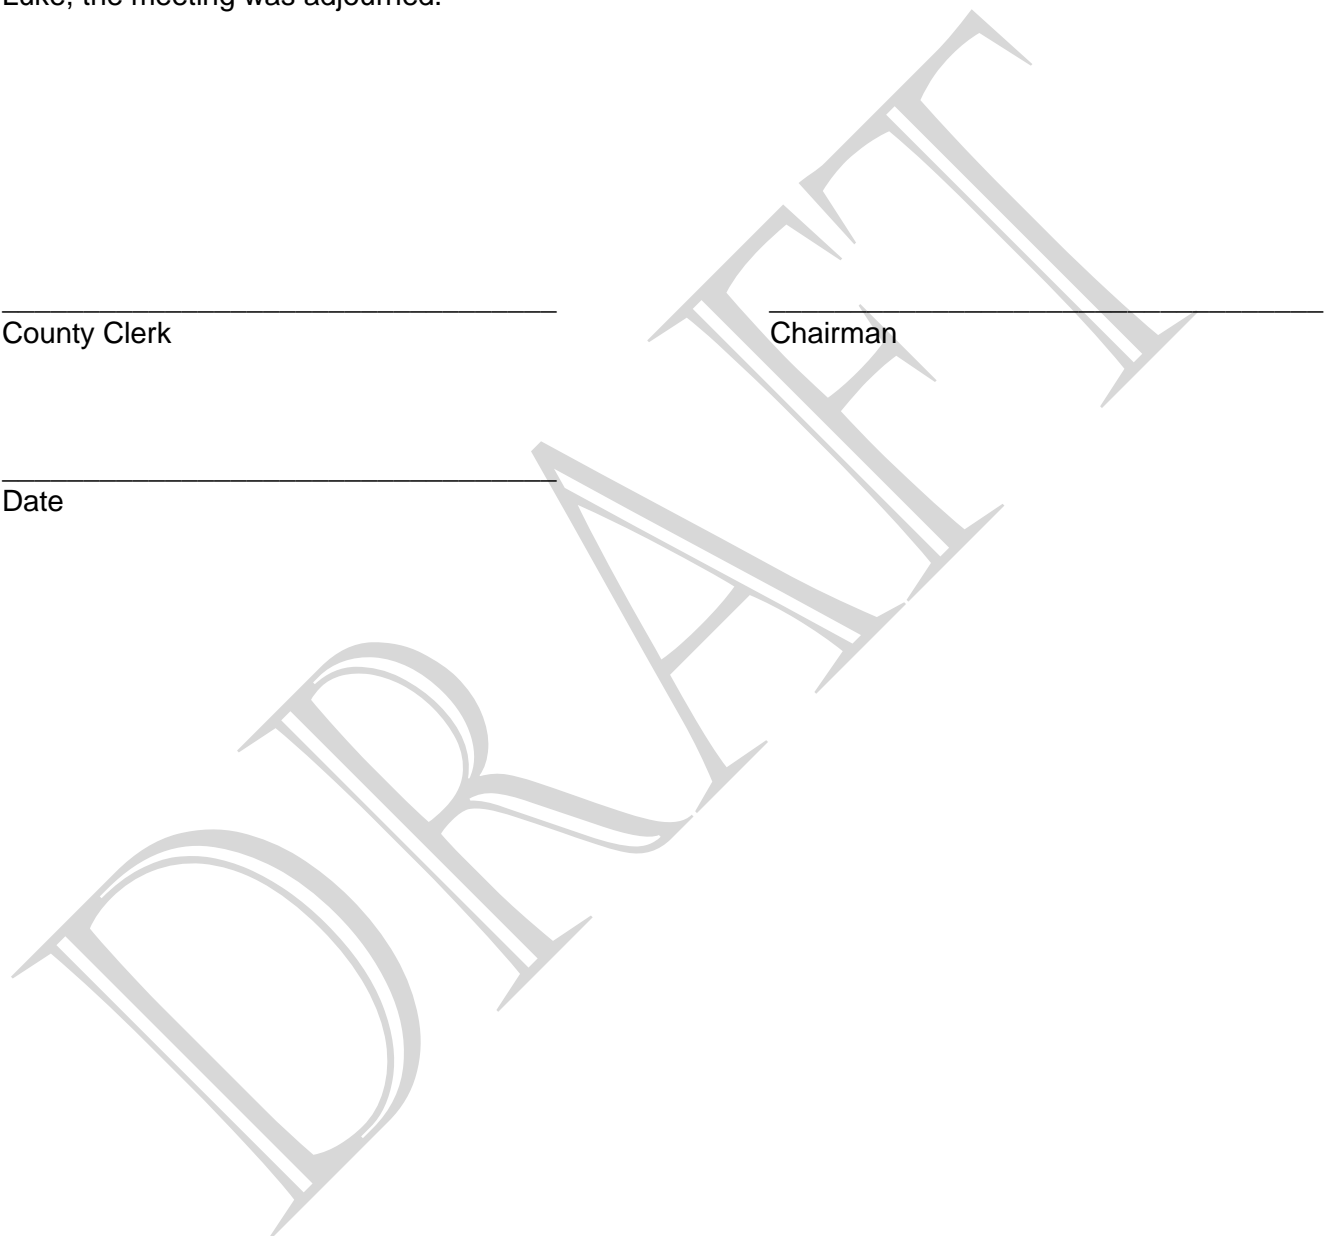 Luke, the meeting was adjourned.
County Clerk
Chairman
Date
DRAFT